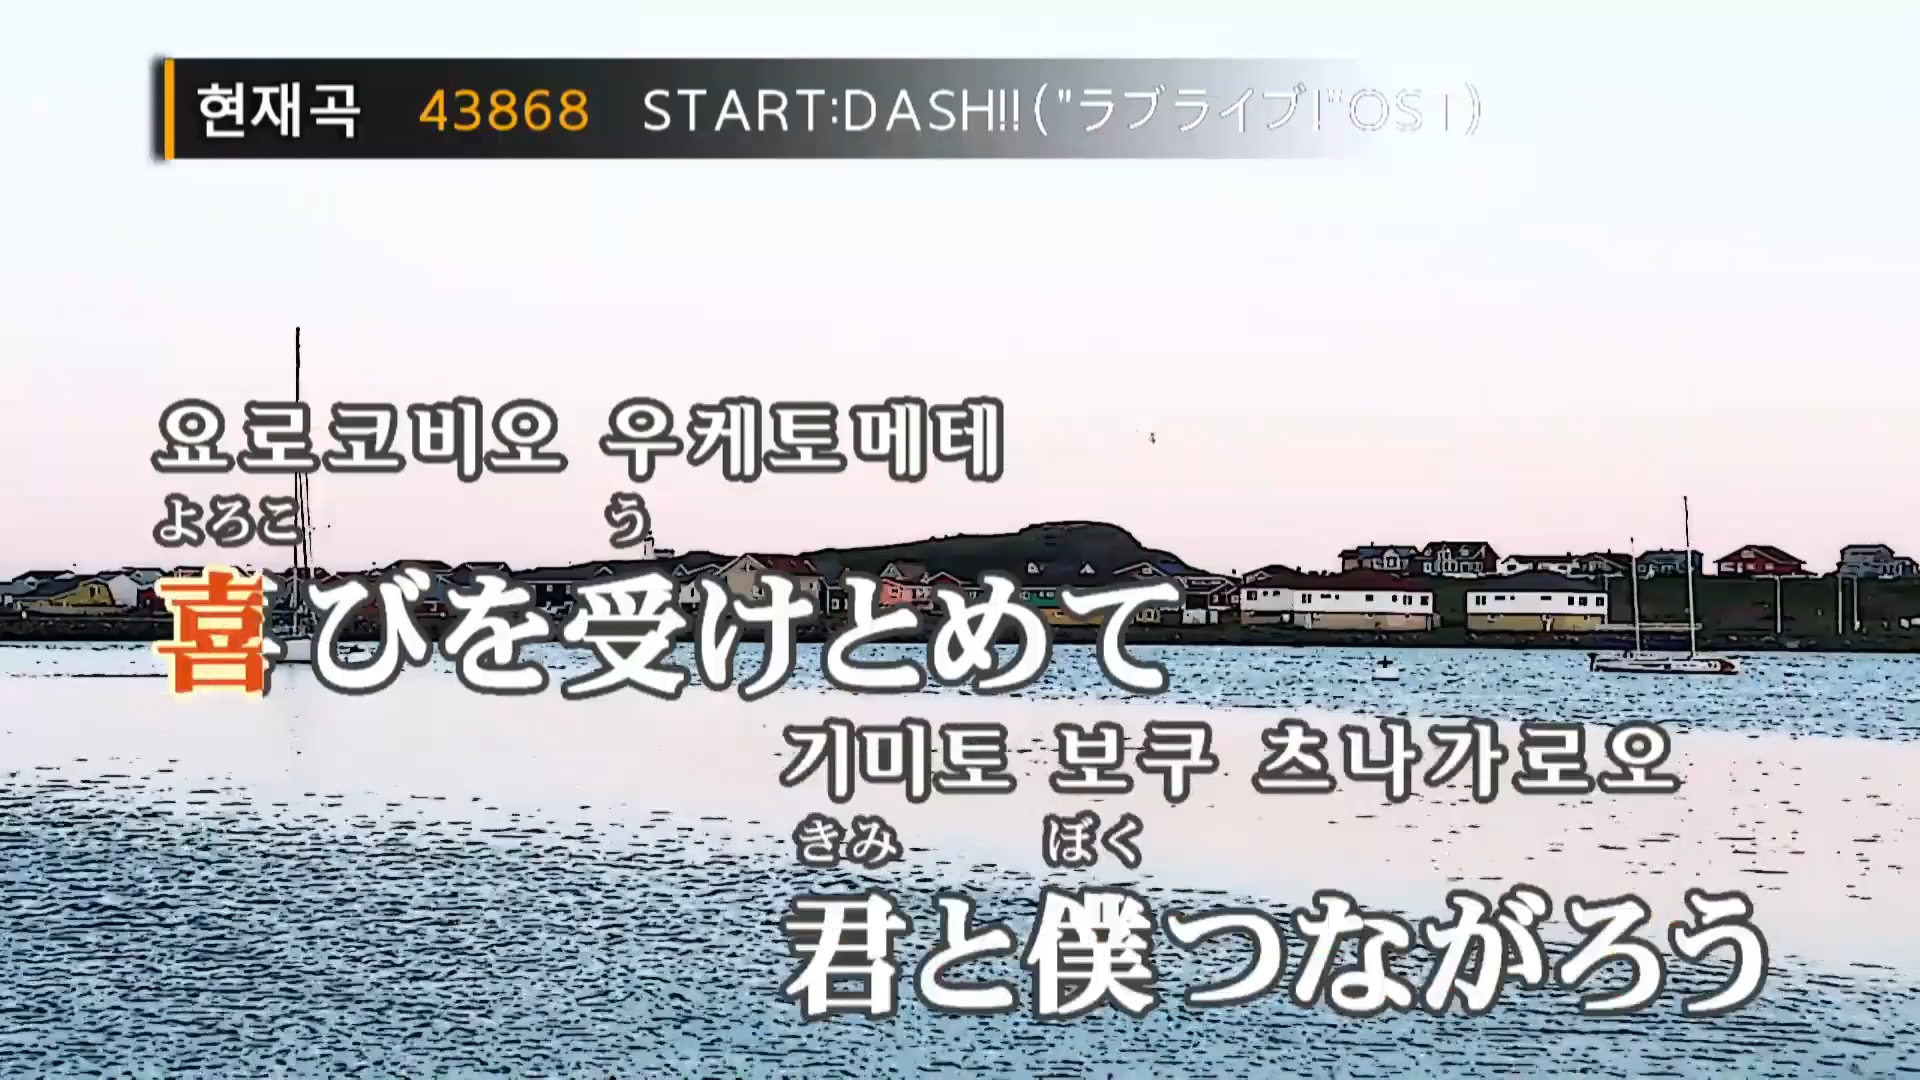 현재곡 43868 START:DASH!!("ラブライブ!"OST)
요로코비오 우케토메테
よろこ う
喜びを受けとめて
기미토 보쿠 츠나가로오
きみ ぼく
君と僕つながろう